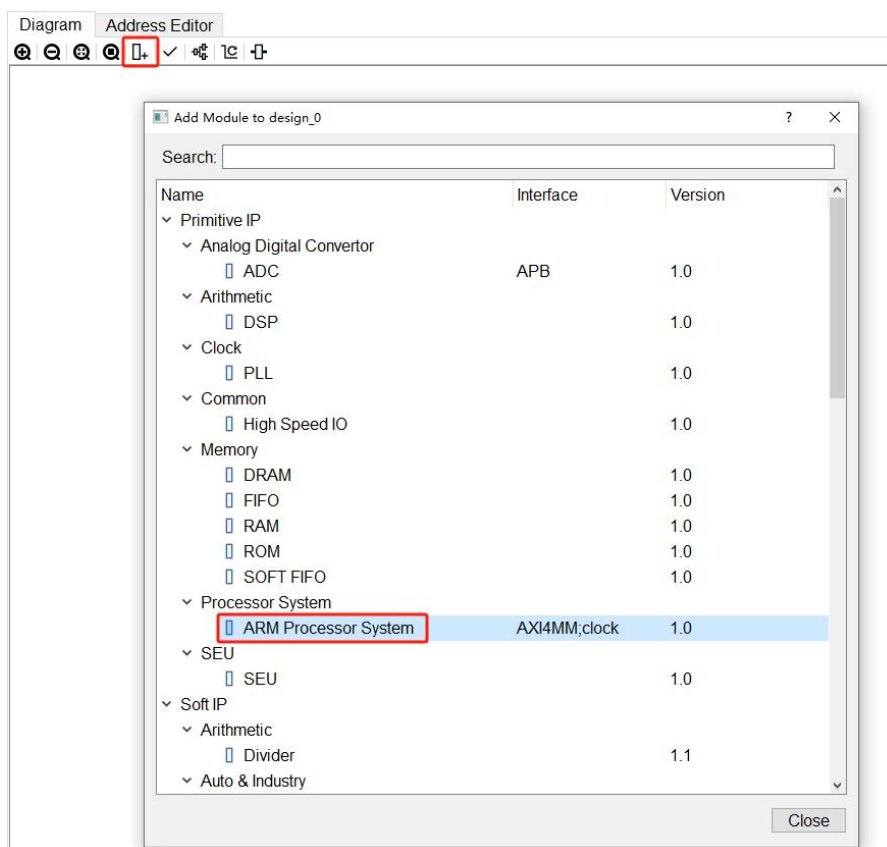 Diagram Address Editor
Add Module to design_0 ?
Search:
Name Interface Version
Primitive IP
Analog Digital Convertor
ADC APB 1.0
Arithmetic
DSP 1.0
Clock
PLL 1.0
Common
High Speed IO 1.0
Memory
DRAM 1.0
FIFO 1.0
RAM 1.0
ROM 1.0
SOFT FIFO 1.0
Processor System
ARM Processor System AXI4MM;clock 1.0
SEU
SEU 1.0
Soft IP
Arithmetic
Divider 1.1
Auto & Industry
Close